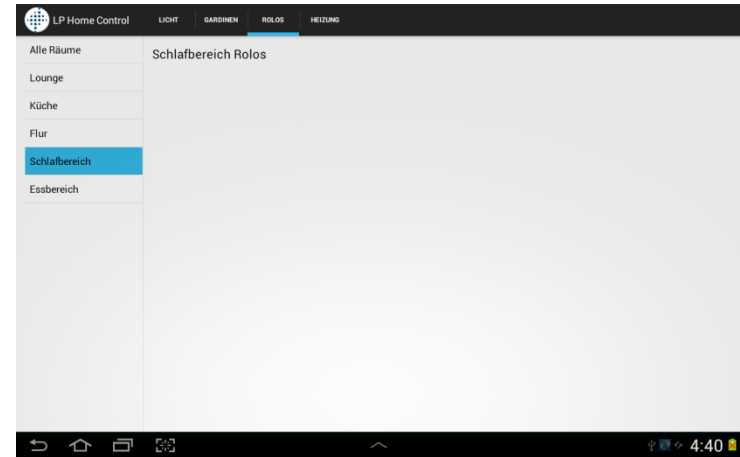 LP Home Control LICHT GARDINEN ROLOS HEIZUNG
Alle Räume
Lounge
Küche
Flur
Schlafbereich
Essbereich
Schlafbereich Rolos
4:40